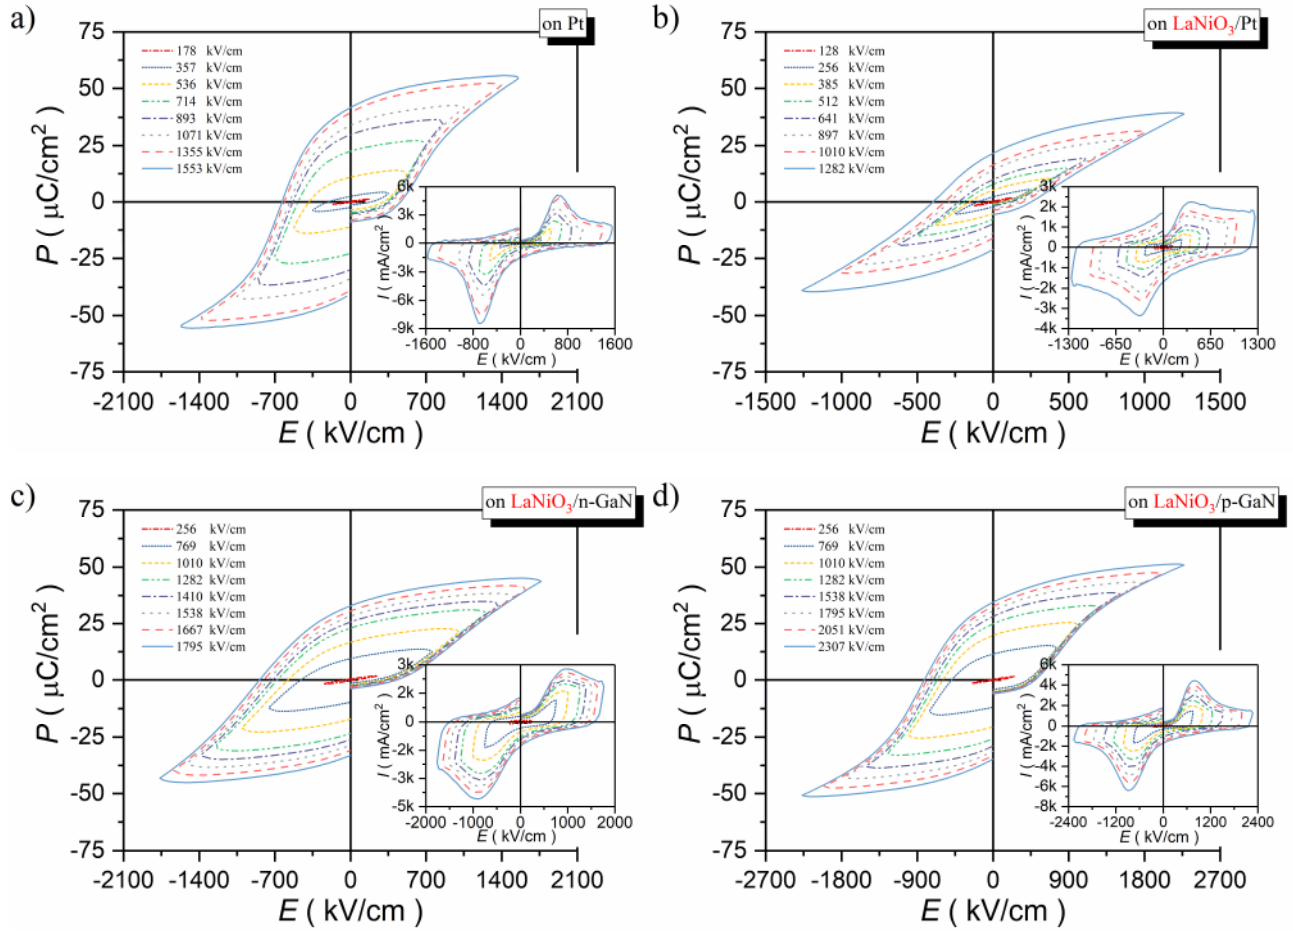 a)
on Pt
75
50
25
0
-25
-50
-75
P ( μC/cm²)
178 kV/cm
357 kV/cm
536 kV/cm
714 kV/cm
893 kV/cm
1071 kV/cm
1355 kV/cm
1553 kV/cm
6k
3k
0
-3k
-6k
-9k
I ( mA/cm²)
-1600 -800 0 800 1600
E ( kV/cm)
-2100 -1400 -700 0 700 1400 2100
E ( kV/cm)
b)
on LaNiO₃/Pt
75
50
25
0
-25
-50
-75
P ( μC/cm²)
128 kV/cm
256 kV/cm
385 kV/cm
512 kV/cm
641 kV/cm
897 kV/cm
1010 kV/cm
1282 kV/cm
3k
2k
1k
0
-1k
-2k
-3k
-4k
I ( mA/cm²)
-1300 -650 0 650 1300
E ( kV/cm)
-1500 -1000 -500 0 500 1000 1500
E ( kV/cm)
c)
on LaNiO₃/n-GaN
75
50
25
0
-25
-50
-75
P ( μC/cm²)
256 kV/cm
769 kV/cm
1010 kV/cm
1282 kV/cm
1410 kV/cm
1538 kV/cm
1667 kV/cm
1795 kV/cm
3k
2k
0
-2k
-3k
-5k
I ( mA/cm²)
-2000 -1000 0 1000 2000
E ( kV/cm)
-2100 -1400 -700 0 700 1400 2100
E ( kV/cm)
d)
on LaNiO₃/p-GaN
75
50
25
0
-25
-50
-75
P ( μC/cm²)
256 kV/cm
769 kV/cm
1010 kV/cm
1282 kV/cm
1538 kV/cm
1795 kV/cm
2051 kV/cm
2307 kV/cm
6k
4k
2k
0
-2k
-4k
-6k
-8k
I ( mA/cm²)
-2400 -1200 0 1200 2400
E ( kV/cm)
-2700 -1800 -900 0 900 1800 2700
E ( kV/cm)